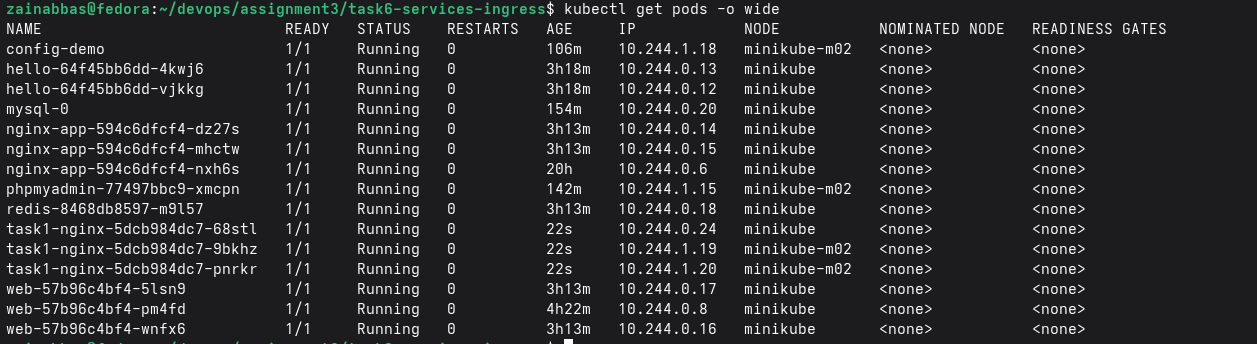 zainabbas@fedora:~/devops/assignment3/task6-services-ingress$ kubectl get pods -o wide
NAME READY STATUS RESTARTS AGE IP NODE NOMINATED NODE READINESS GATES
config-demo 1/1 Running 0 106m 10.244.1.18 minikube-m02 <none> <none>
hello-64f45bb6dd-4kwj6 1/1 Running 0 3h18m 10.244.0.13 minikube <none> <none>
hello-64f45bb6dd-vjkkg 1/1 Running 0 3h18m 10.244.0.12 minikube <none> <none>
mysql-0 1/1 Running 0 154m 10.244.0.20 minikube <none> <none>
nginx-app-594c6dfcf4-dz27s 1/1 Running 0 3h13m 10.244.0.14 minikube <none> <none>
nginx-app-594c6dfcf4-mhctw 1/1 Running 0 3h13m 10.244.0.15 minikube <none> <none>
nginx-app-594c6dfcf4-nxh6s 1/1 Running 0 20h 10.244.0.6 minikube <none> <none>
phpmyadmin-77497bbc9-xmcpn 1/1 Running 0 142m 10.244.1.15 minikube-m02 <none> <none>
redis-8468db8597-m9l57 1/1 Running 0 3h13m 10.244.0.18 minikube <none> <none>
task1-nginx-5dcb984dc7-68stl 1/1 Running 0 22s 10.244.0.24 minikube <none> <none>
task1-nginx-5dcb984dc7-9bkhz 1/1 Running 0 22s 10.244.1.19 minikube-m02 <none> <none>
task1-nginx-5dcb984dc7-pnrkr 1/1 Running 0 22s 10.244.1.20 minikube-m02 <none> <none>
web-57b96c4bf4-5lsn9 1/1 Running 0 3h13m 10.244.0.17 minikube <none> <none>
web-57b96c4bf4-pm4fd 1/1 Running 0 4h22m 10.244.0.8 minikube <none> <none>
web-57b96c4bf4-wnfx6 1/1 Running 0 3h13m 10.244.0.16 minikube <none> <none>